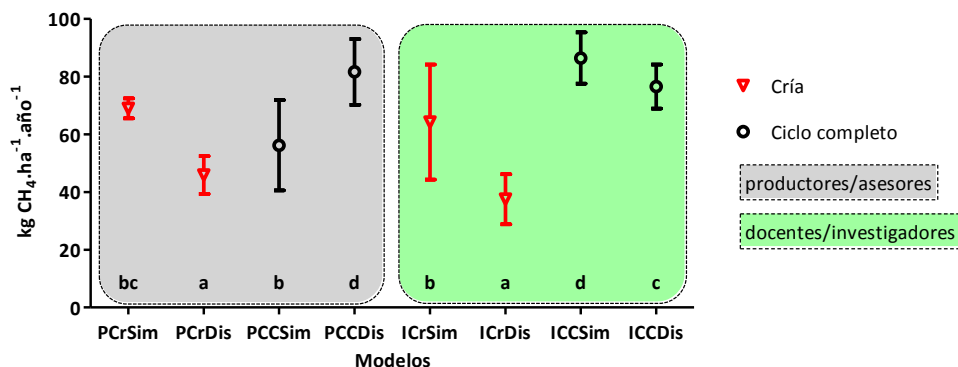 kg CH₄.ha⁻¹.año⁻¹
100
80
60
40
20
0
bc a b d b a d c
PCrSim PCrDis PCCSim PCCDis ICrSim ICrDis ICCSim ICCDis
Modelos
Cría
Ciclo completo
productores/asesores
docentes/investigadores